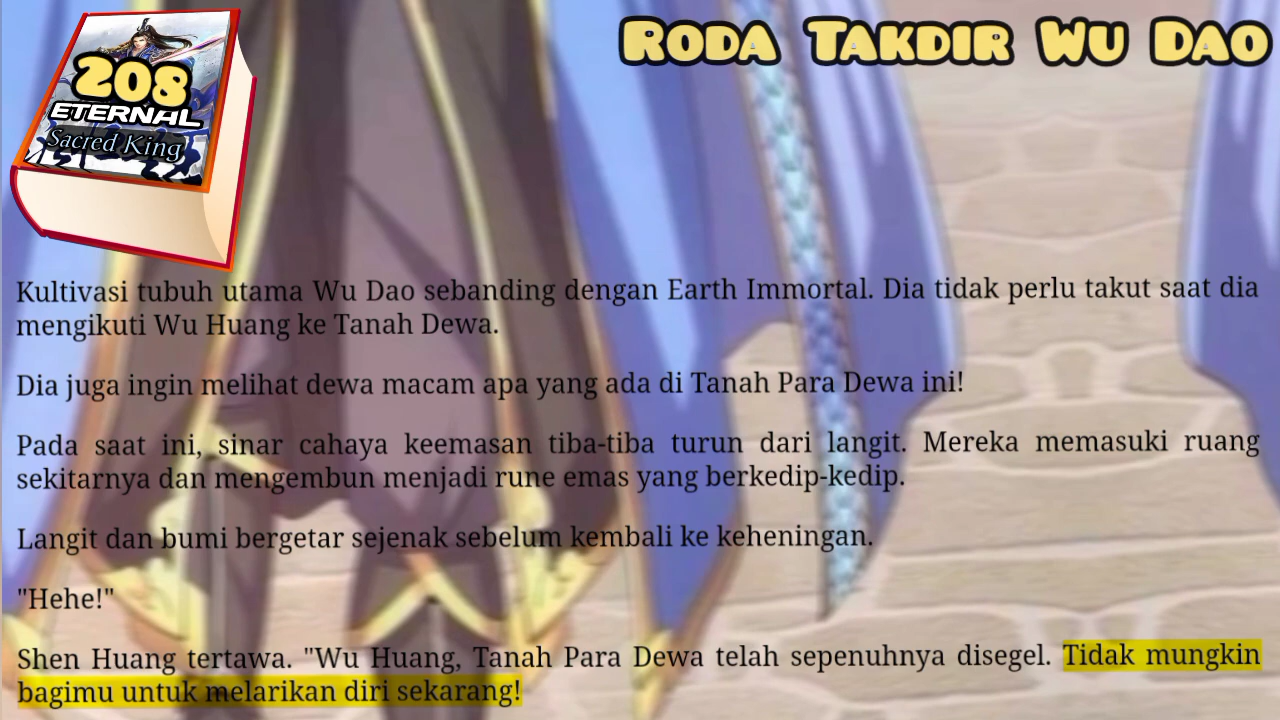 Roda Takdir Wu Dao
208
ETERNAL
Sacred King
Kultivasi tubuh utama Wu Dao sebanding dengan Earth Immortal. Dia tidak perlu takut saat dia
mengikuti Wu Huang ke Tanah Dewa.
Dia juga ingin melihat dewa macam apa yang ada di Tanah Para Dewa ini!
Pada saat ini, sinar cahaya keemasan tiba-tiba turun dari langit. Mereka memasuki ruang
sekitarnya dan mengembun menjadi rune emas yang berkedip-kedip.
Langit dan bumi bergetar sejenak sebelum kembali ke keheningan.
"Hehe!"
Shen Huang tertawa. "Wu Huang, Tanah Para Dewa telah sepenuhnya disegel. Tidak mungkin
bagimu untuk melarikan diri sekarang!